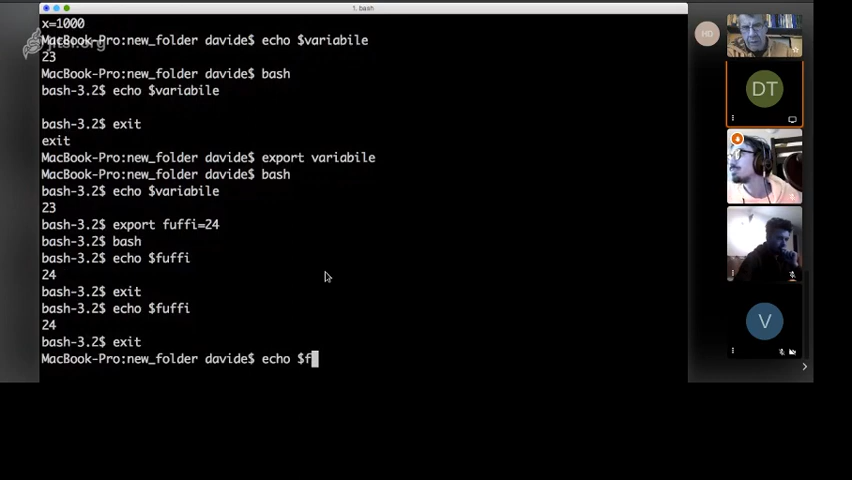 1. bash
x=1000
MacBook-Pro:new_folder davide$ echo $variabile
23
MacBook-Pro:new_folder davide$ bash
bash-3.2$ echo $variabile
bash-3.2$ exit
exit
MacBook-Pro:new_folder davide$ export variabile
MacBook-Pro:new_folder davide$ bash
bash-3.2$ echo $variabile
23
bash-3.2$ export fuffi=24
bash-3.2$ bash
bash-3.2$ echo $fuffi
24
bash-3.2$ exit
bash-3.2$ echo $fuffi
24
bash-3.2$ exit
MacBook-Pro:new_folder davide$ echo $f
jitsi.org
HD
DT
V